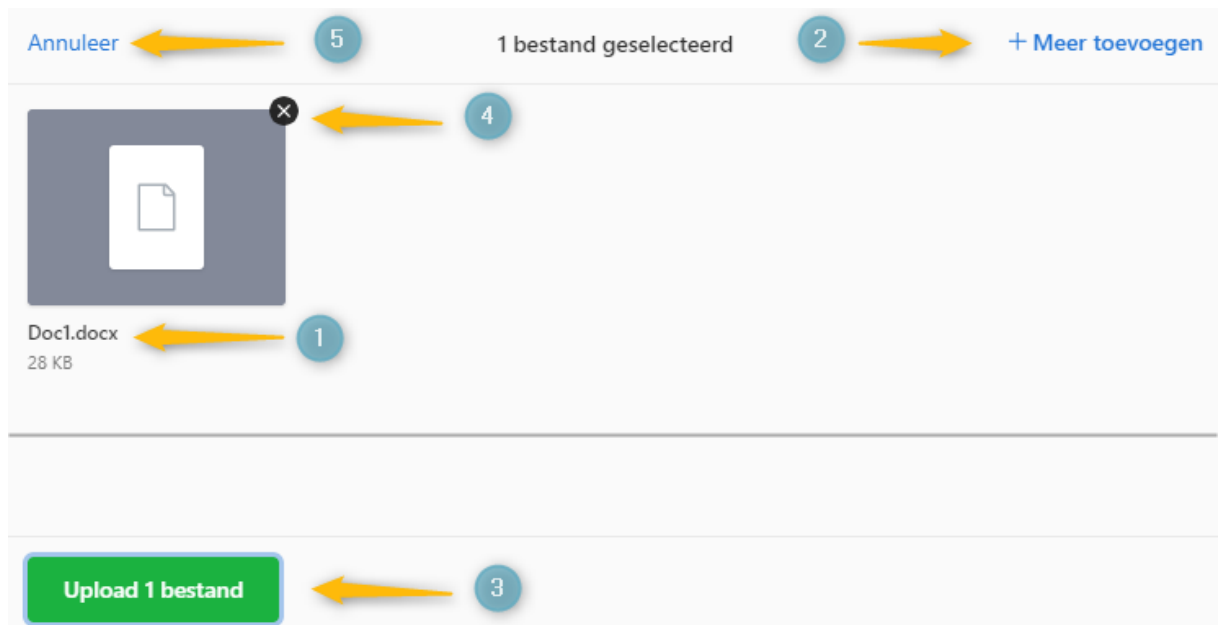 Annuleer
5
1 bestand geselecteerd
2
+ Meer toevoegen
4
Doc1.docx
1
28 KB
Upload 1 bestand
3